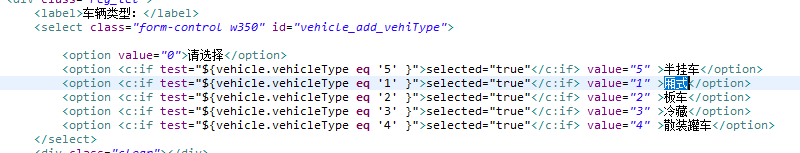 <label>车辆类型：</label>
<select class="form-control w350" id="vehicle_add_vehiType">
<option value="0">请选择</option>
<option <c:if test="${vehicle.vehicleType eq '5' }">selected="true"</c:if> value="5" >半挂车</option>
<option <c:if test="${vehicle.vehicleType eq '1' }">selected="true"</c:if> value="1" >厢式</option>
<option <c:if test="${vehicle.vehicleType eq '2' }">selected="true"</c:if> value="2" >板车</option>
<option <c:if test="${vehicle.vehicleType eq '3' }">selected="true"</c:if> value="3" >冷藏</option>
<option <c:if test="${vehicle.vehicleType eq '4' }">selected="true"</c:if> value="4" >散装罐车</option>
</select>
<div class="clear"></div>